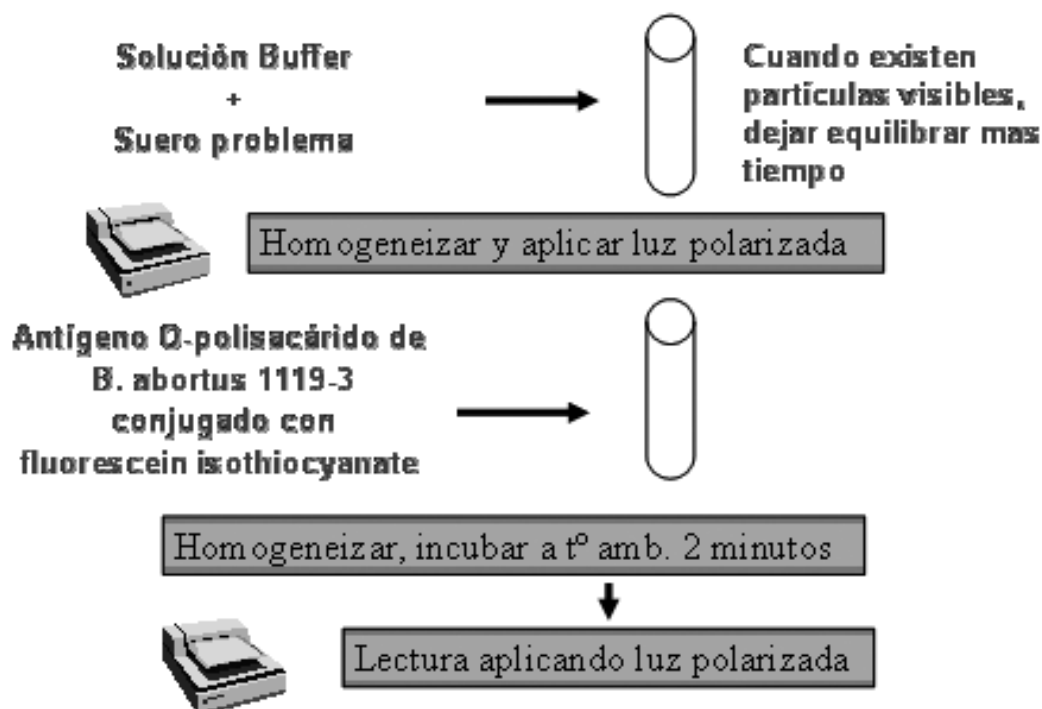 Solución Buffer
+
Suero problema
Cuando existen
partículas visibles,
dejar equilibrar mas
tiempo
Homogeneizar y aplicar luz polarizada
Antígeno O-polisacárido de
B. abortus 1119-3
conjugado con
fluorescein isothiocyanate
Homogeneizar, incubar a tº amb. 2 minutos
Lectura aplicando luz polarizada